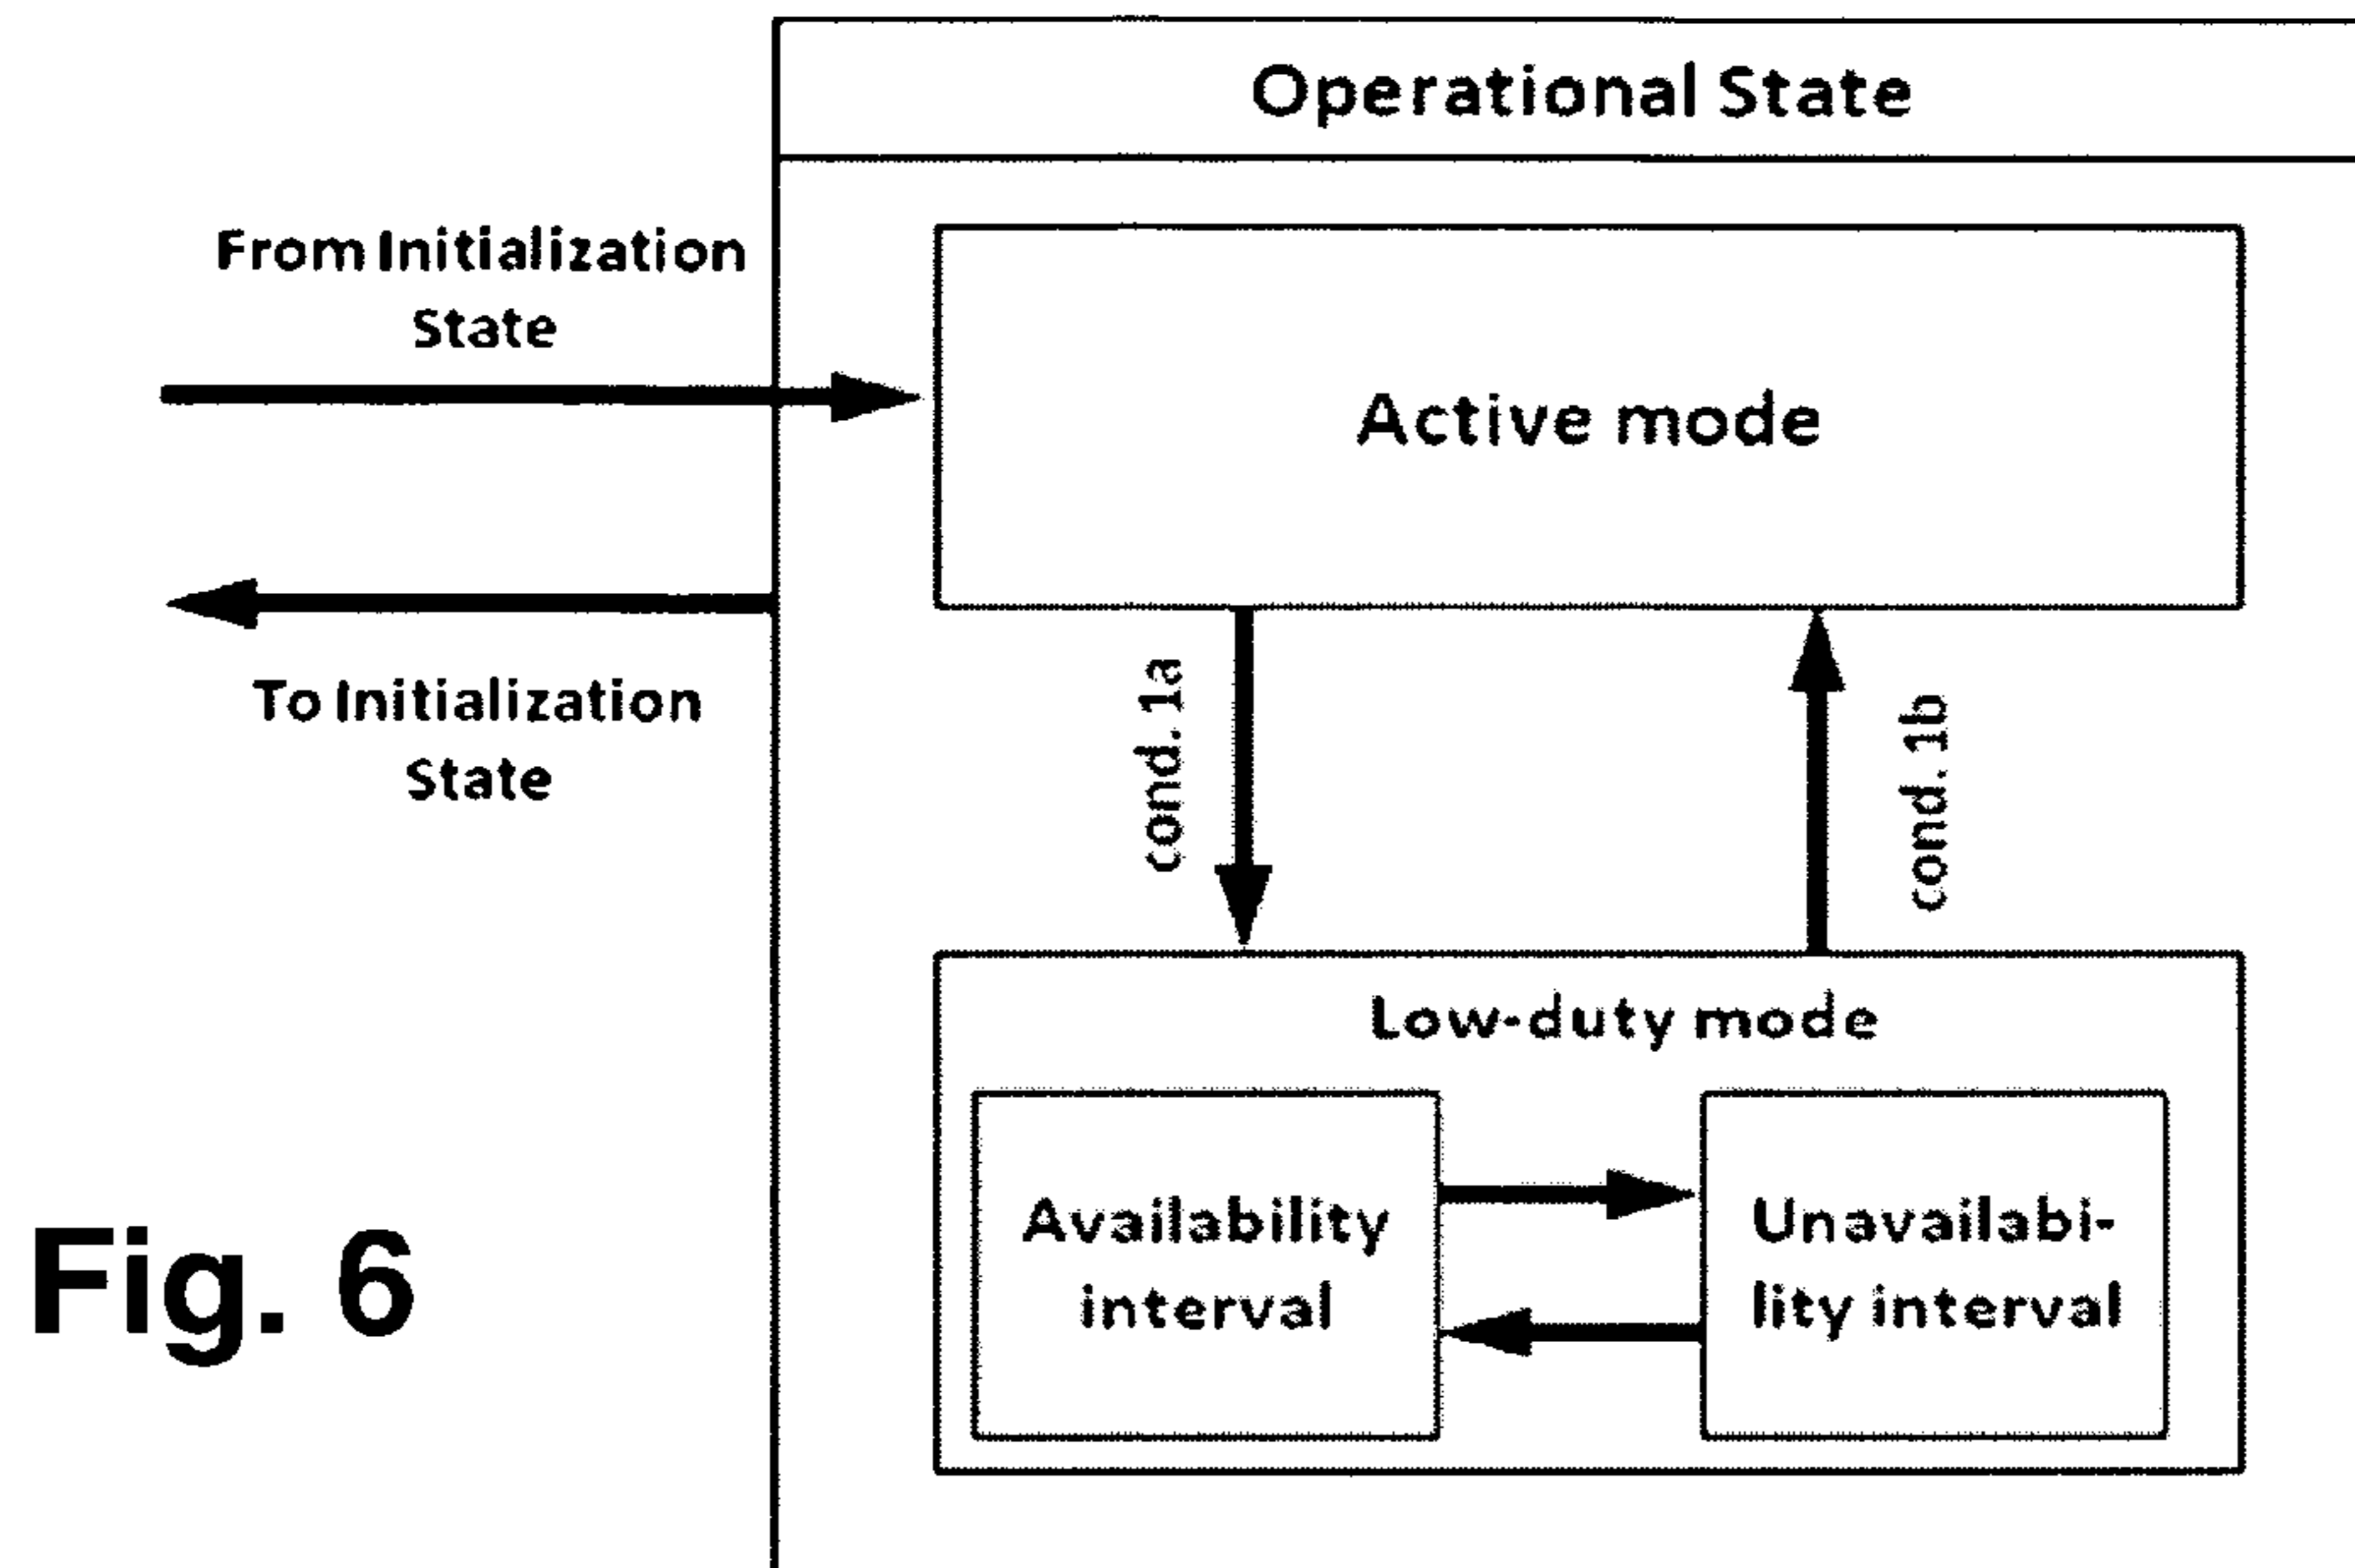 Operational State
From Initialization
State
Active mode
To Initialization
State
cond. 1a
cond. 1b
Low-duty mode
Availability
interval
Unavailabi-
lity interval
Fig. 6